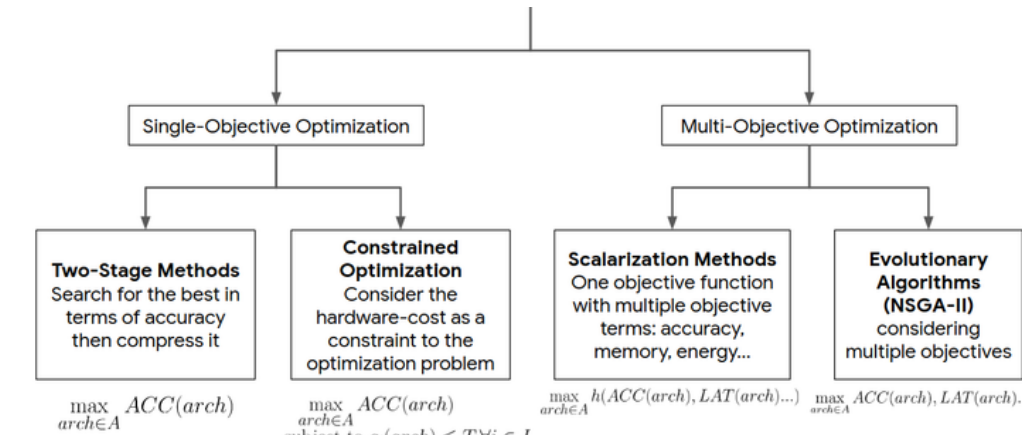 Single-Objective Optimization
Multi-Objective Optimization
Two-Stage Methods
Search for the best in
terms of accuracy
then compress it
Constrained
Optimization
Consider the
hardware-cost as a
constraint to the
optimization problem
Scalarization Methods
One objective function
with multiple objective
terms: accuracy,
memory, energy...
Evolutionary
Algorithms
(NSGA-II)
considering
multiple objectives
max ACC(arch)
arch∈A
max ACC(arch)
arch∈A
max h(ACC(arch), LAT(arch)...)
arch∈A
max ACC(arch), LAT(arch).
arch∈A